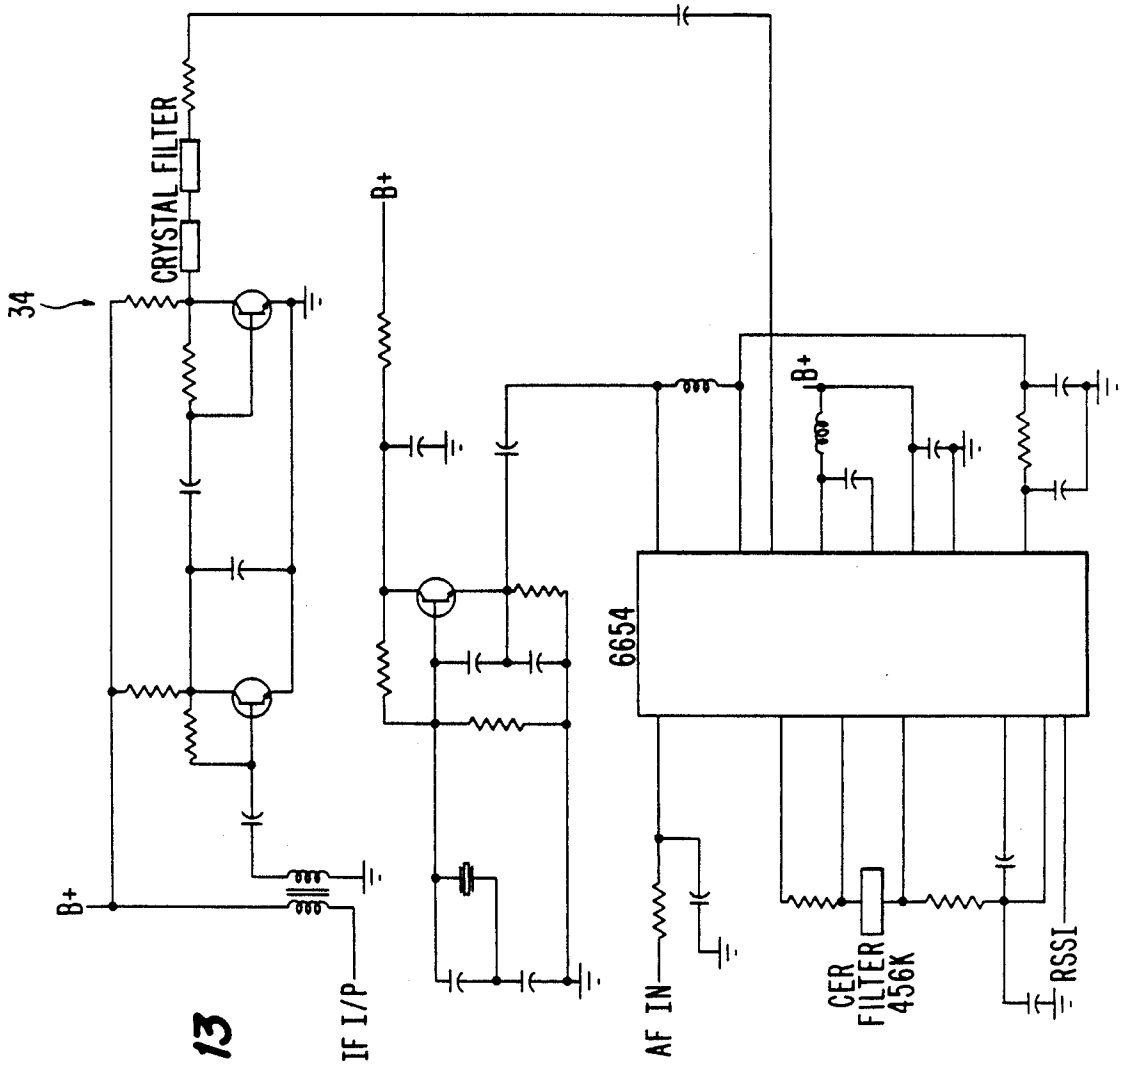 34
CRYSTAL FILTER
B+
B+
B+
IF I/P
13
6654
AF IN
CER
FILTER
456K
RSSI